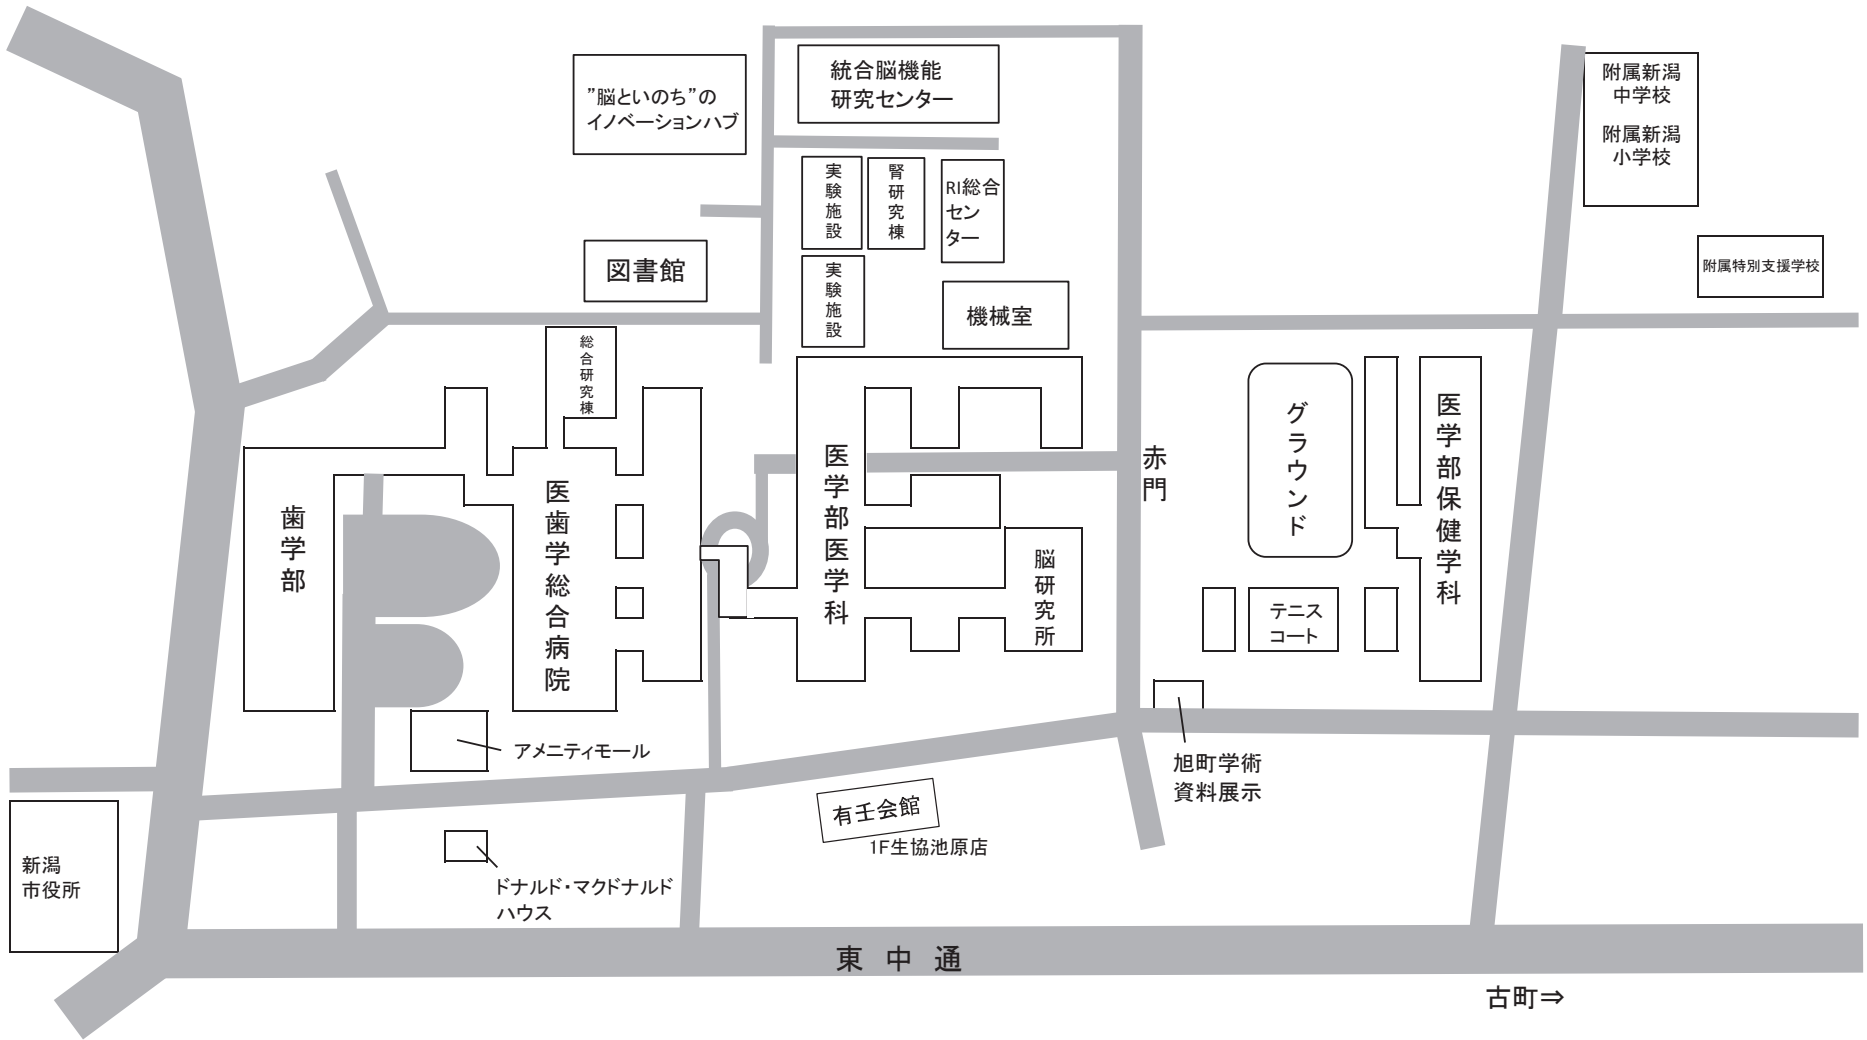 統合脳機能
研究センター
”脳といのち”の
イノベーションハブ
附属新潟
中学校
附属新潟
小学校
実験施設
腎研究棟
RI総合
セン
ター
図書館
附属特別支援学校
実験施設
機械室
総合研究棟
医学部医学科
赤門
グラウンド
医学部保健学科
歯学部
医歯学総合病院
脳研究所
テニス
コート
アメニティモール
旭町学術
資料展示
有壬会館
1F生協池原店
新潟
市役所
ドナルド・マクドナルド
ハウス
東中通
古町⇒